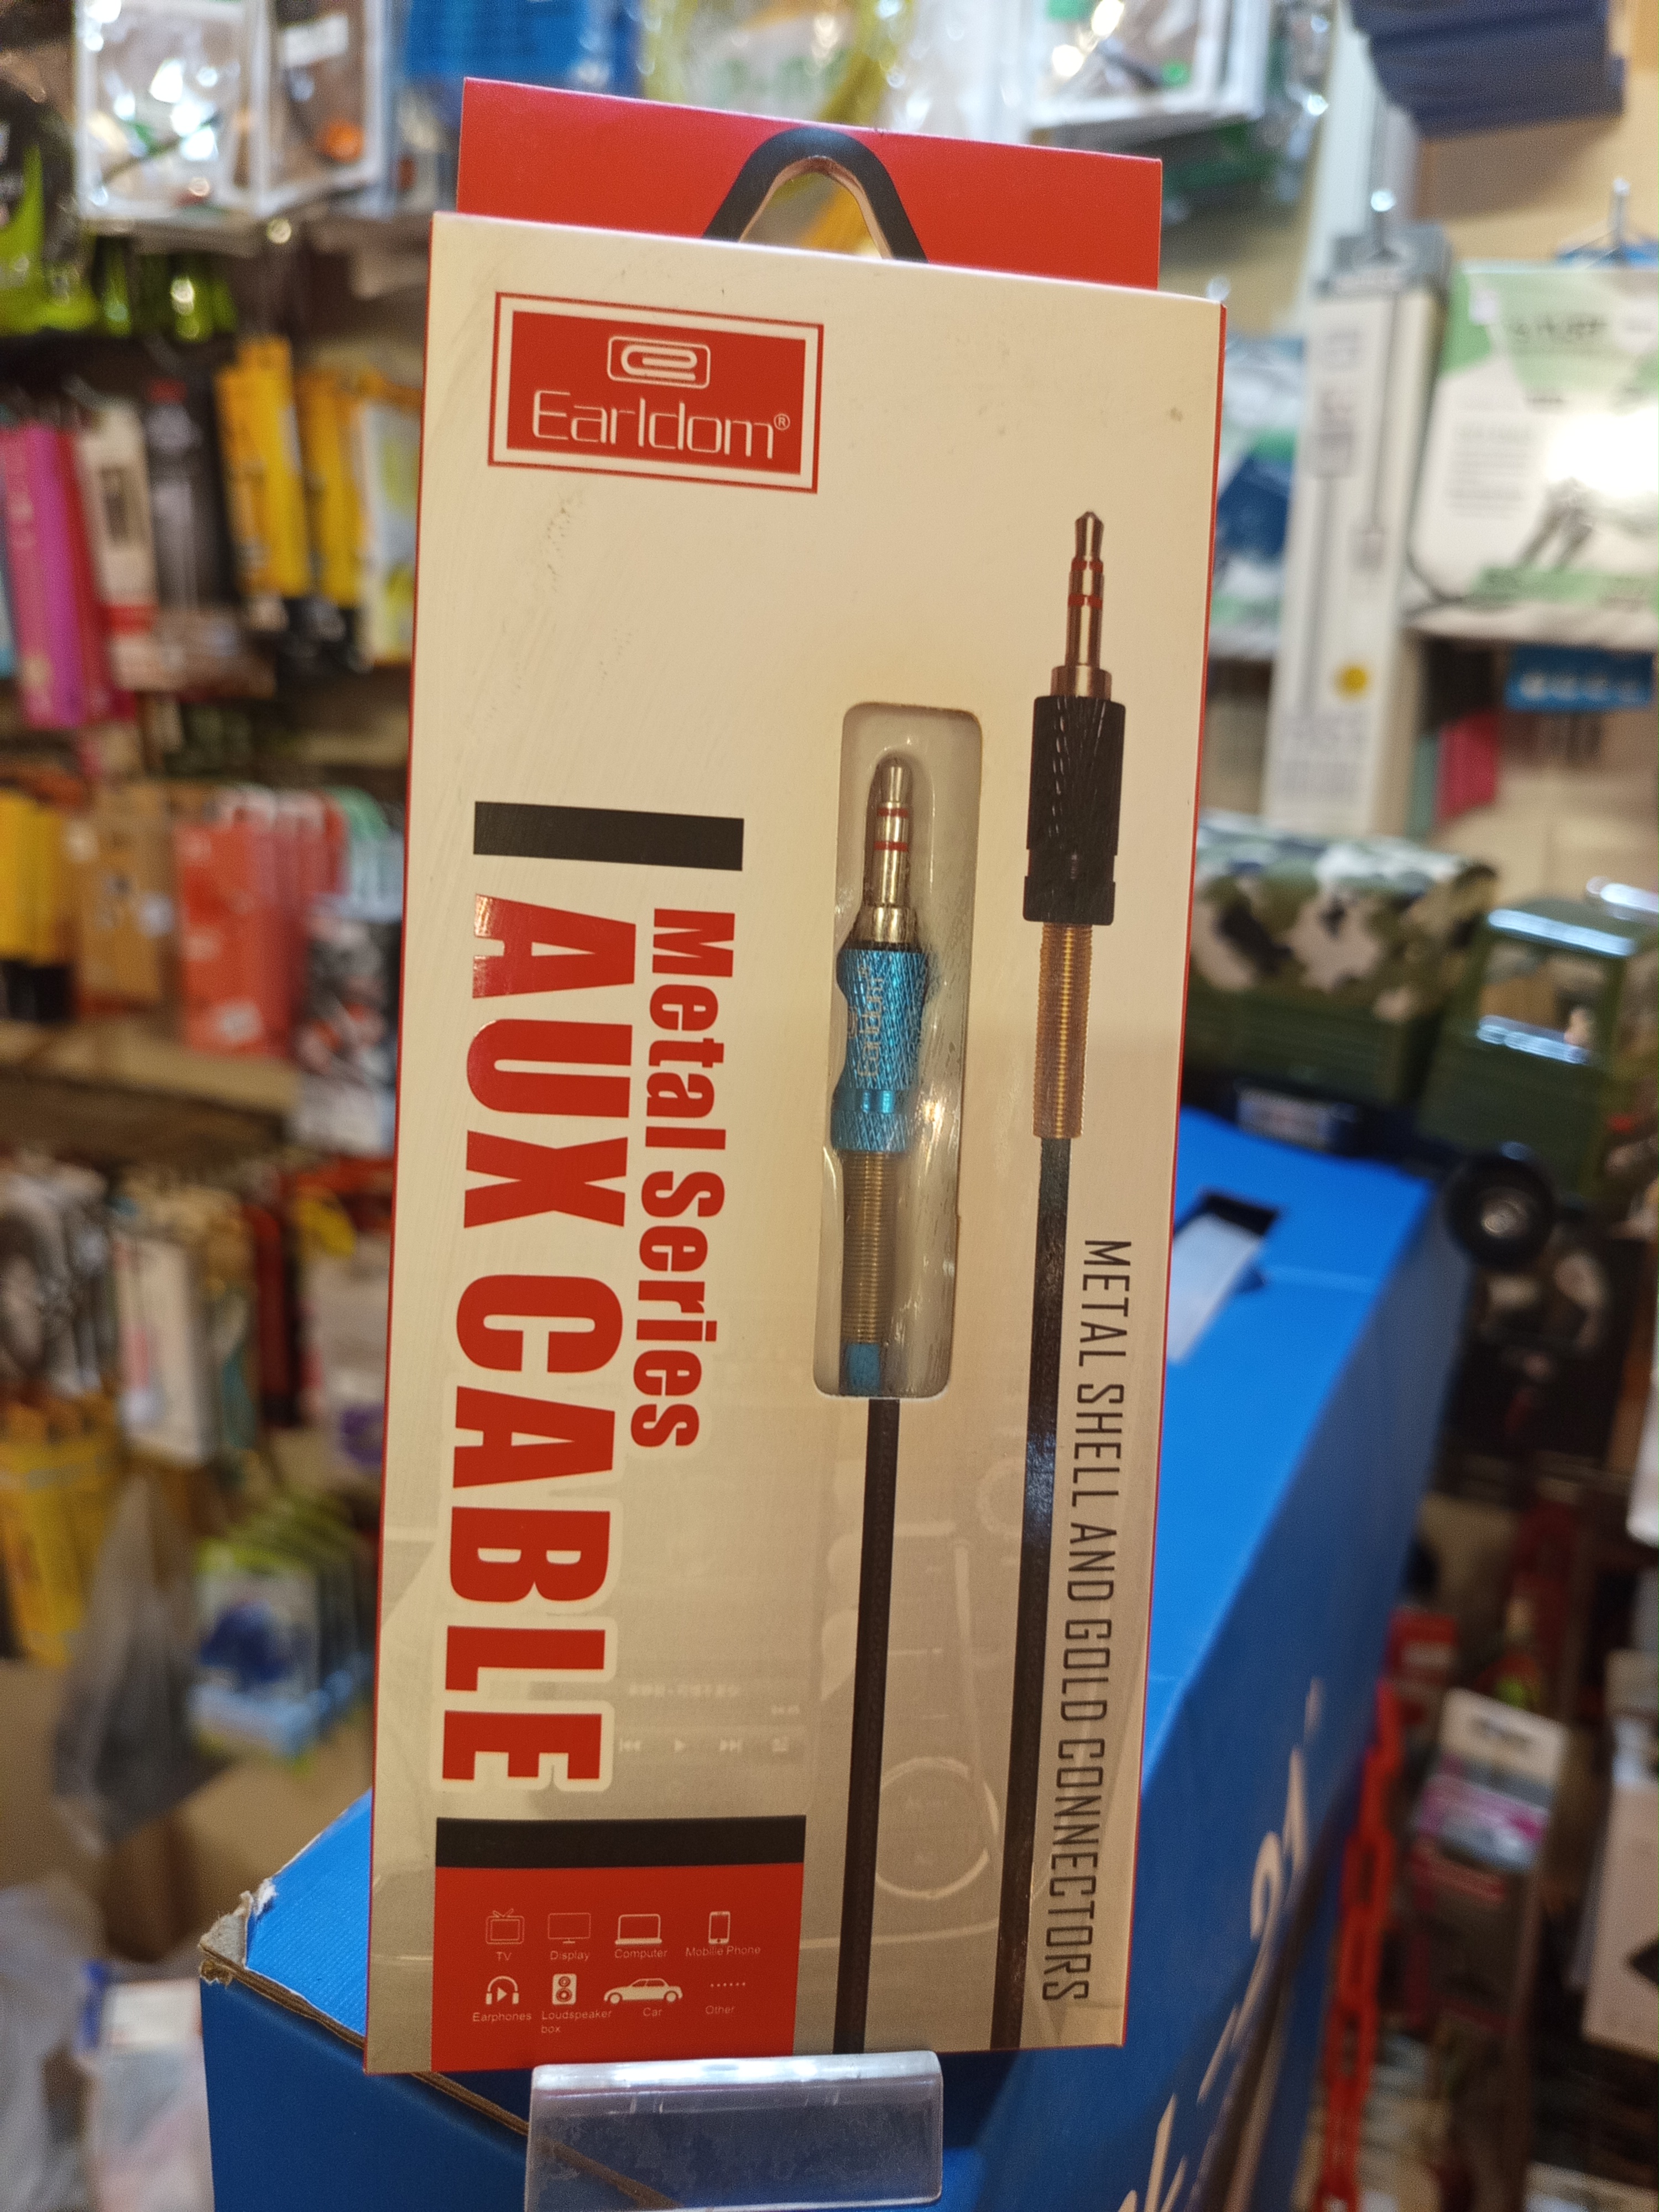 Earldom®
Metal Series
AUX CABLE
Earldom
METAL SHELL AND GOLD CONNECTORS
TV
Display
Computer
Mobile Phone
Earphones
Loudspeaker
box
Car
Other